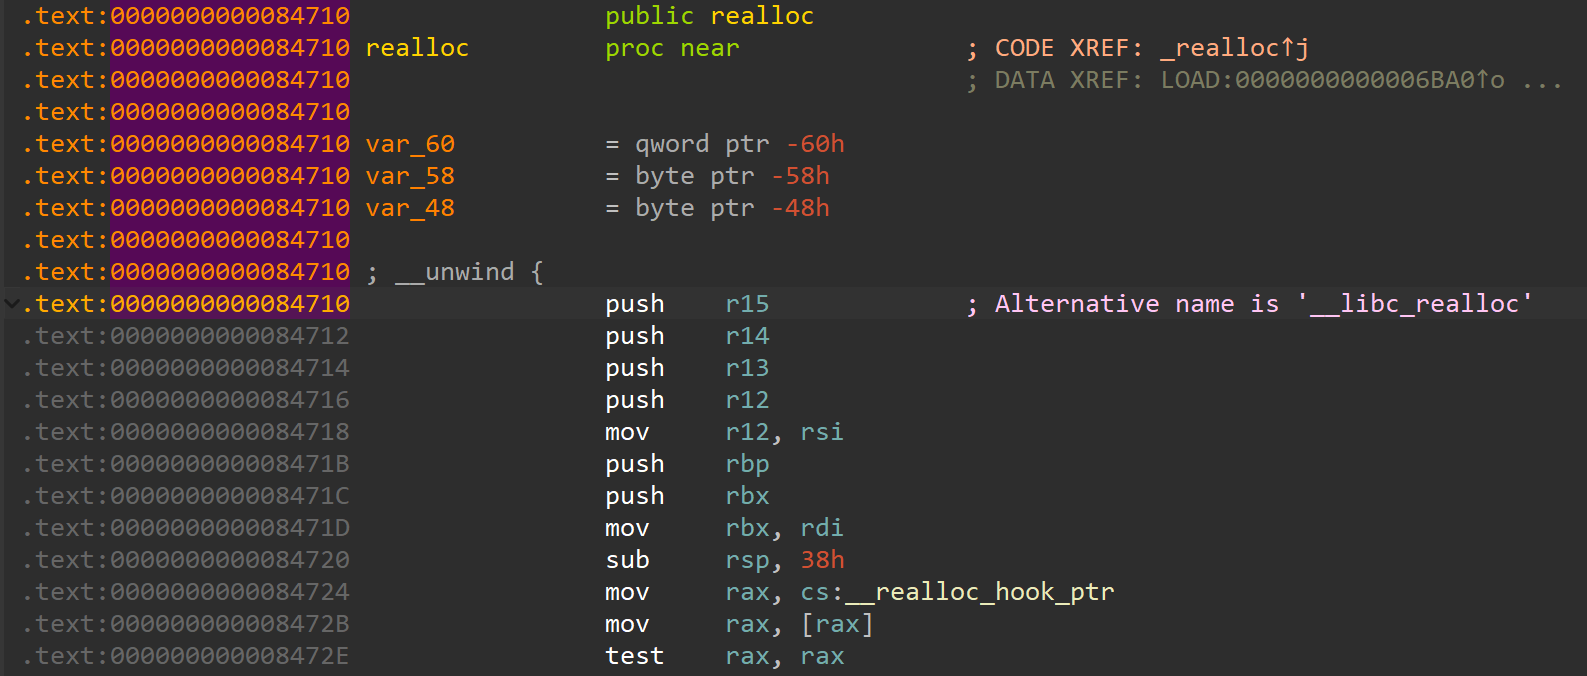 .text:0000000000084710 public realloc
.text:0000000000084710 realloc proc near ; CODE XREF: _realloc↑j
.text:0000000000084710 ; DATA XREF: LOAD:0000000000006BA0↑o ...
.text:0000000000084710
.text:0000000000084710 var_60 = qword ptr -60h
.text:0000000000084710 var_58 = byte ptr -58h
.text:0000000000084710 var_48 = byte ptr -48h
.text:0000000000084710
.text:0000000000084710 ; __unwind {
.text:0000000000084710 push r15 ; Alternative name is '__libc_realloc'
.text:0000000000084712 push r14
.text:0000000000084714 push r13
.text:0000000000084716 push r12
.text:0000000000084718 mov r12, rsi
.text:000000000008471B push rbp
.text:000000000008471C push rbx
.text:000000000008471D mov rbx, rdi
.text:0000000000084720 sub rsp, 38h
.text:0000000000084724 mov rax, cs:__realloc_hook_ptr
.text:000000000008472B mov rax, [rax]
.text:000000000008472E test rax, rax